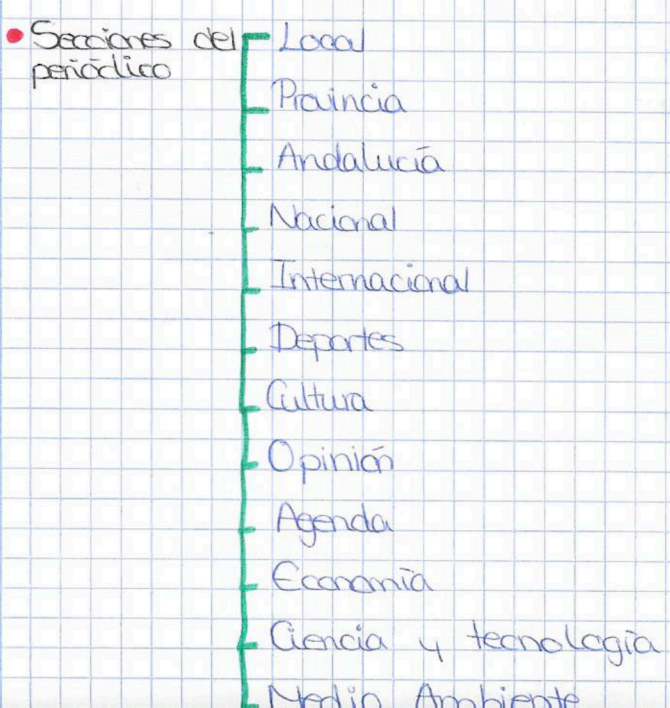 Secciones del
periódico
Local
Provincia
Andalucía
Nacional
Internacional
Deportes
Cultura
Opinión
Agenda
Economía
Ciencia y tecnología
Medio Ambiente